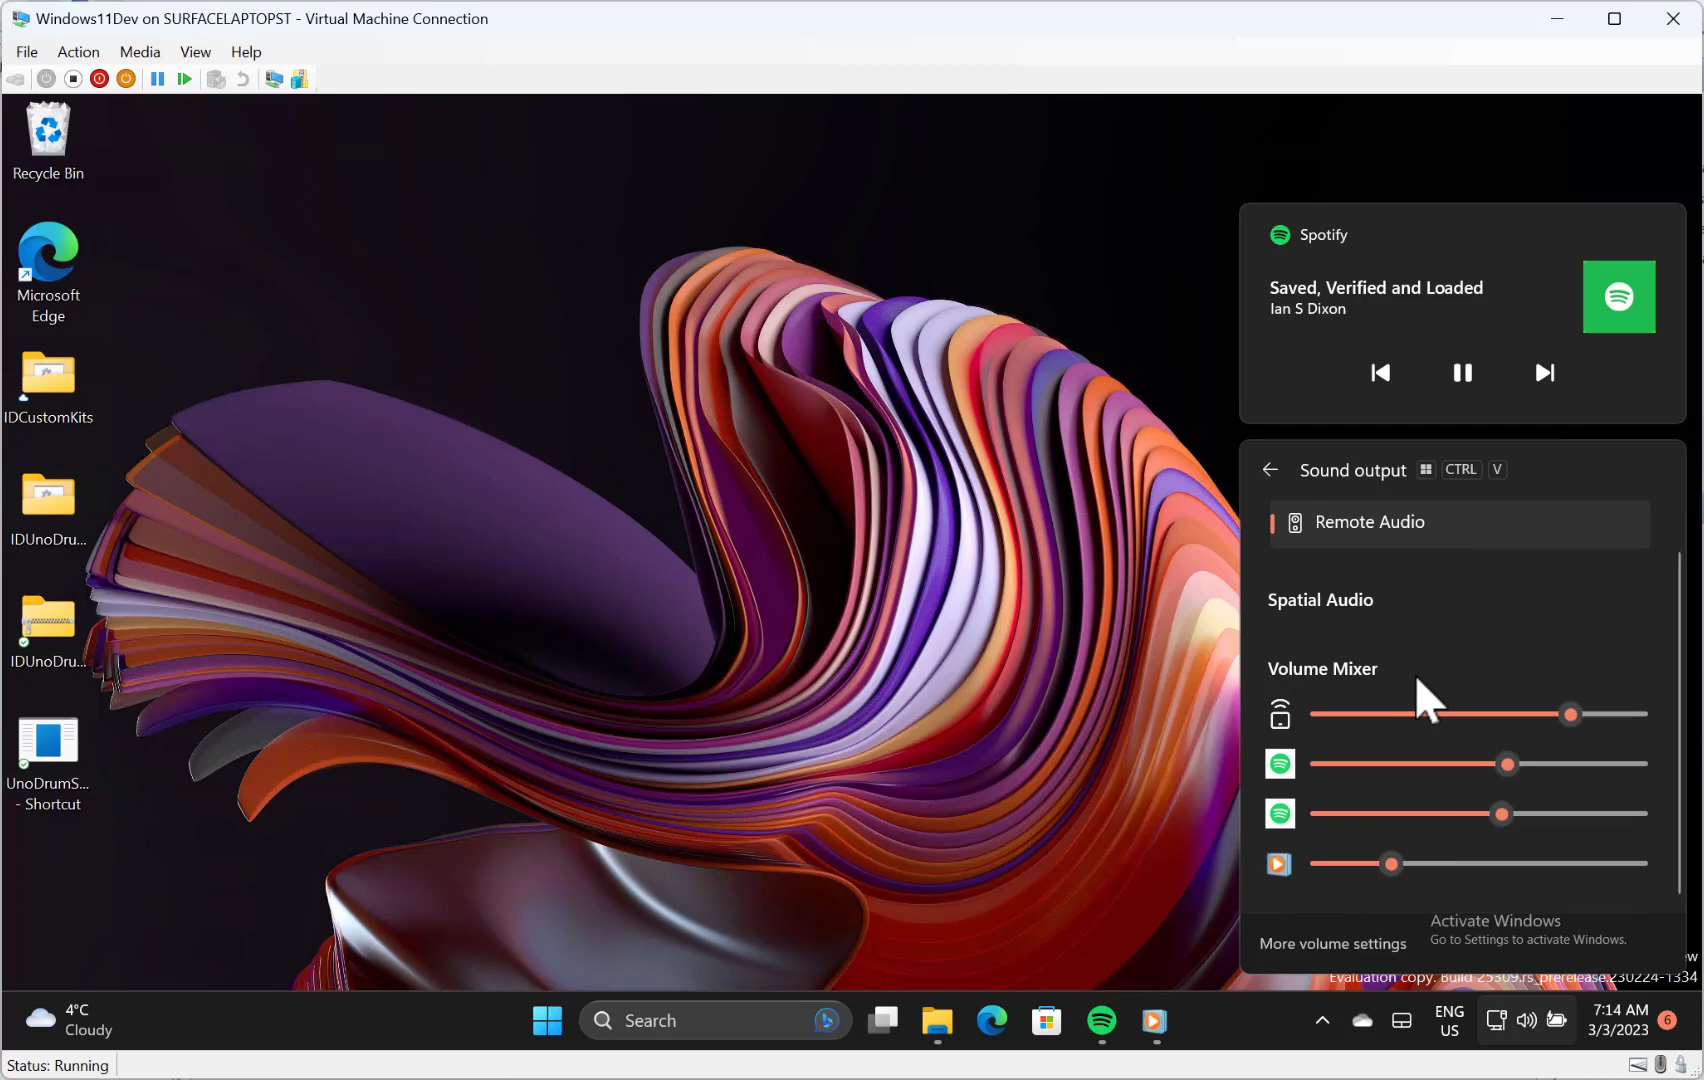 Windows11Dev on SURFACELAPTOPST - Virtual Machine Connection
File Action Media View Help
Recycle Bin
Microsoft
Edge
IDCustomKits
IDUnoDru...
IDUnoDru...
UnoDrumS...
- Shortcut
Spotify
Saved, Verified and Loaded
Ian S Dixon
Sound output CTRL V
Remote Audio
Spatial Audio
Volume Mixer
More volume settings
Activate Windows
Go to Settings to activate Windows.
Evaluation copy. Build 25309.rs_prerelease.230224-1334
4°C
Cloudy
Search
ENG
US
7:14 AM
3/3/2023
6
Status: Running